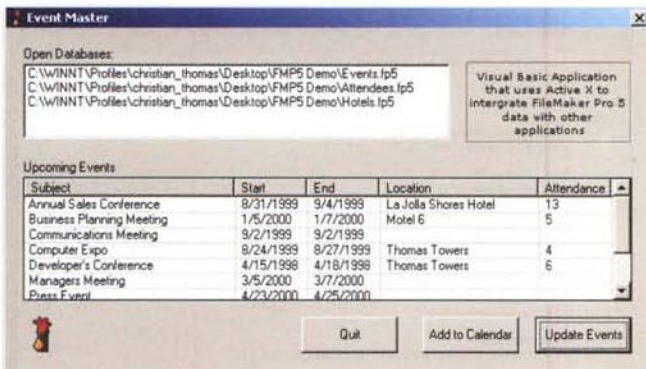 Event Master
Open Databases:
C:\WINNT\Profiles\christian_thomas\Desktop\FMP5 Demo\Events.fp5
C:\WINNT\Profiles\christian_thomas\Desktop\FMP5 Demo\Attendees.fp5
C:\WINNT\Profiles\christian_thomas\Desktop\FMP5 Demo\Hotels.fp5
Visual Basic Application
that uses Active X to
intergrate FileMaker Pro 5
data with other
applications
Upcoming Events
Subject Start End Location Attendance
Annual Sales Conference 8/31/1999 9/4/1999 La Jolla Shores Hotel 13
Business Planning Meeting 1/5/2000 1/7/2000 Motel 6 5
Communications Meeting 9/2/1999 9/2/1999
Computer Expo 8/24/1999 8/27/1999 Thomas Towers 4
Developer's Conference 4/15/1998 4/18/1998 Thomas Towers 6
Managers Meeting 3/5/2000 3/7/2000
Press Event 4/23/2000 4/25/2000
Quit Add to Calendar Update Events